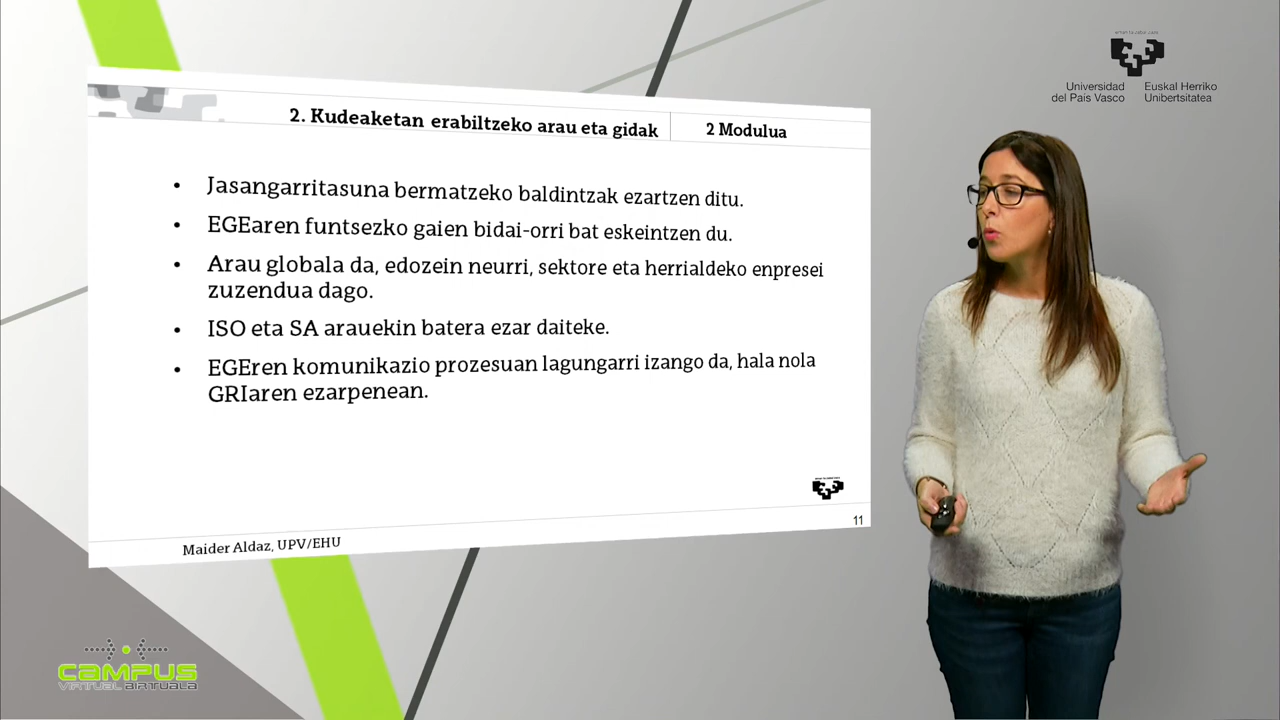 Universidad
del País Vasco
Euskal Herriko
Unibertsitatea
2. Kudeaketan erabiltzeko arau eta gidak
2 Modulua
• Jasangarritasuna bermatzeko baldintzak ezartzen ditu.
• EGEaren funtsezko gaien bidai-orri bat eskeintzen du.
• Arau globala da, edozein neurri, sektore eta herrialdeko enpresei
zuzendua dago.
• ISO eta SA arauekin batera ezar daiteke.
• EGEren komunikazio prozesuan lagungarri izango da, hala nola
GRIaren ezarpenean.
11
Maider Aldaz, UPV/EHU
CAMPUS
VIRTUAL BIRTUALA